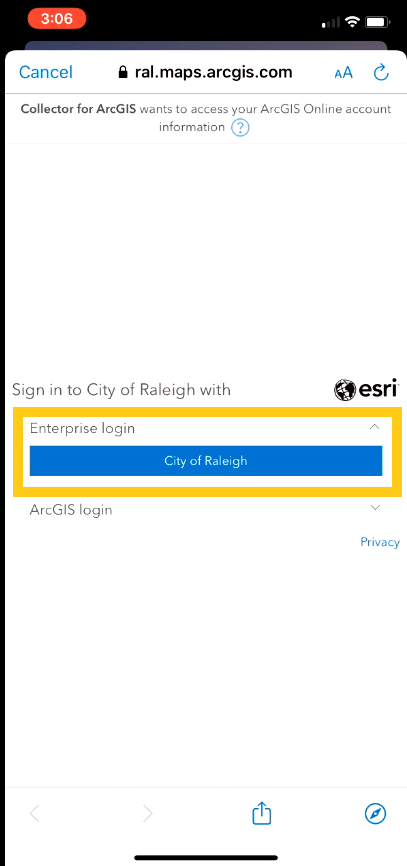 3:06
Cancel ral.maps.arcgis.com AA
Collector for ArcGIS wants to access your ArcGIS Online account
information ?
Sign in to City of Raleigh with esri
Enterprise login
City of Raleigh
ArcGIS login
Privacy